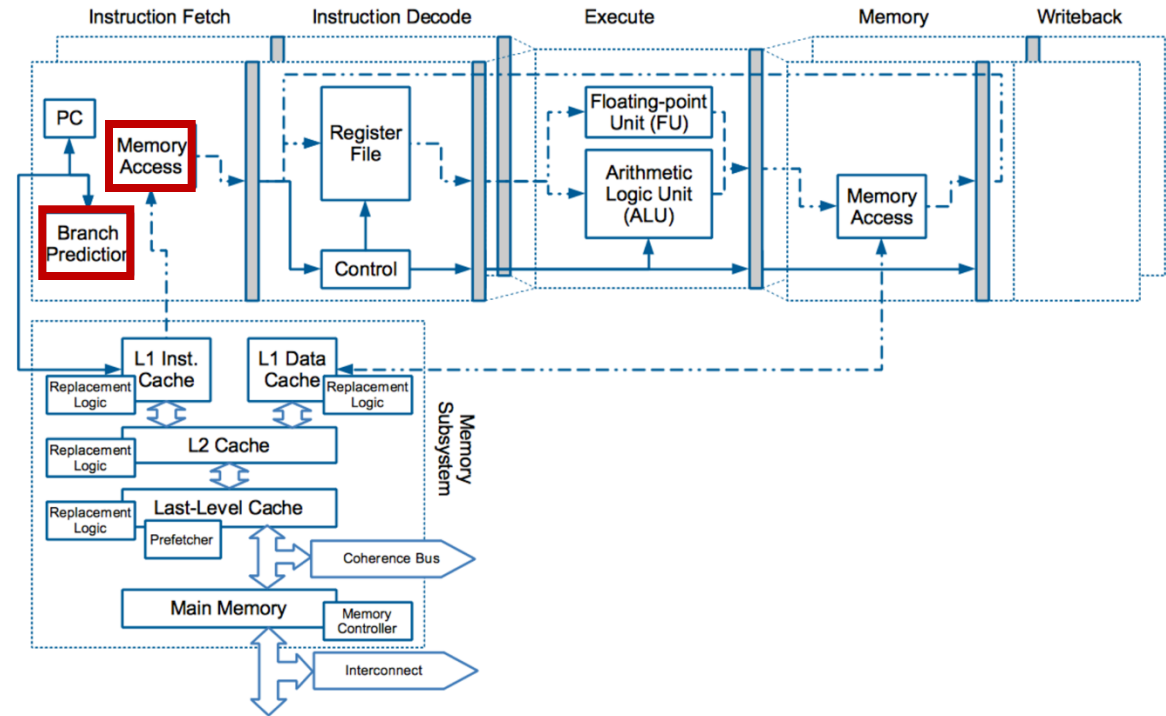 Instruction Fetch
Instruction Decode
Execute
Memory
Writeback
PC
Memory
Access
Branch
Prediction
Register
File
Control
Floating-point
Unit (FU)
Arithmetic
Logic Unit
(ALU)
Memory
Access
L1 Inst.
Cache
Replacement
Logic
L1 Data
Cache
Replacement
Logic
Memory
Subsystem
L2 Cache
Replacement
Logic
Last-Level Cache
Replacement
Logic
Prefetcher
Coherence Bus
Main Memory
Memory
Controller
Interconnect